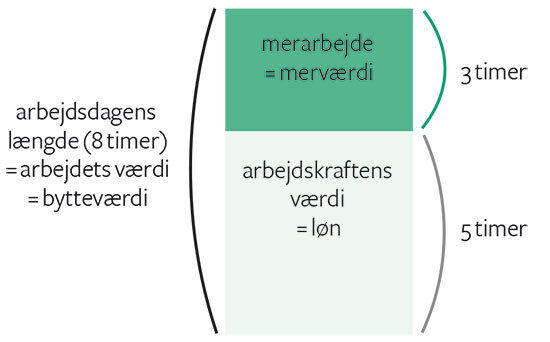 arbejdsdagens
længde (8 timer)
= arbejdets værdi
= bytteværdi
merarbejde
= merværdi
arbejdskraftens
værdi
= løn
3 timer
5 timer